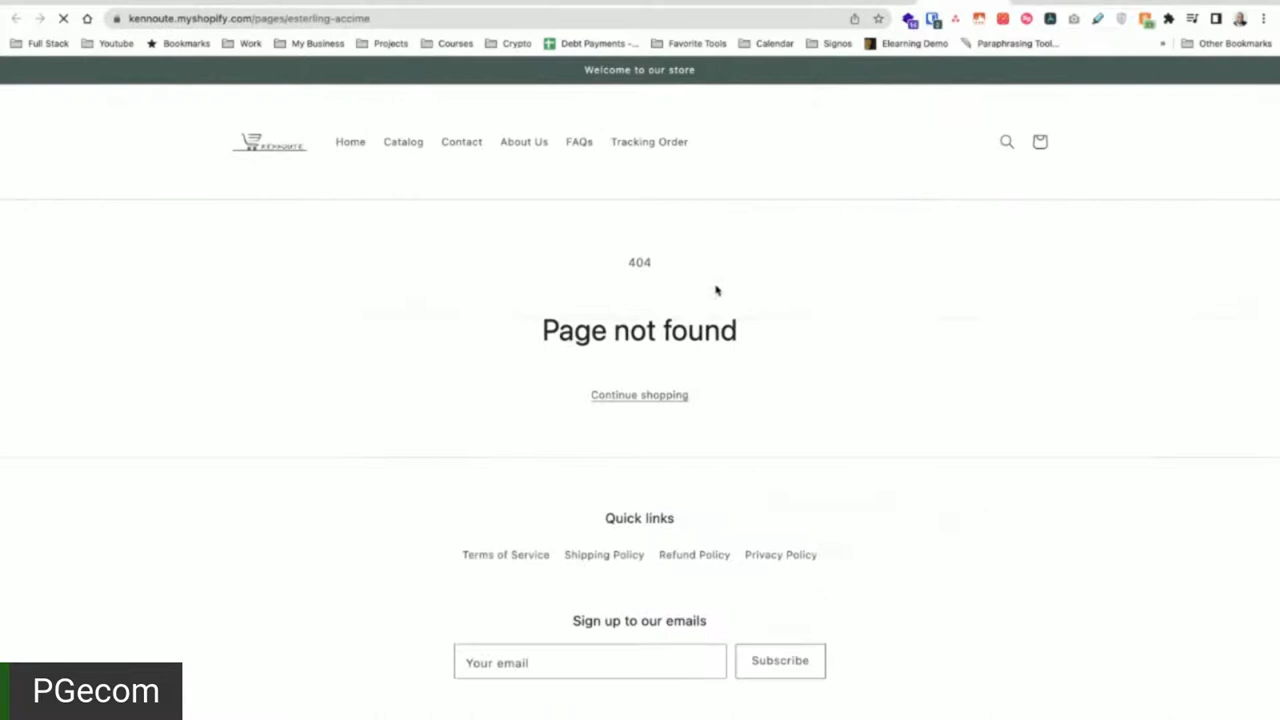 kennoute.myshopify.com/pages/esterling-accime
Full Stack Youtube Bookmarks Work My Business Projects Courses Crypto Debt Payments -... Favorite Tools Calendar Signos Elearning Demo Paraphrasing Tool... » Other Bookmarks
Welcome to our store
KENNOUTE Home Catalog Contact About Us FAQs Tracking Order
404
Page not found
Continue shopping
Quick links
Terms of Service Shipping Policy Refund Policy Privacy Policy
Sign up to our emails
Your email Subscribe
PGecom